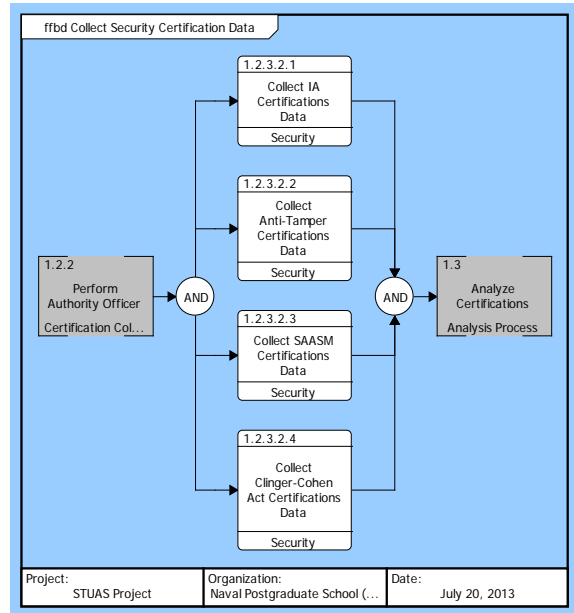 ffbd Collect Security Certification Data
1.2.3.2.1
Collect IA
Certifications
Data
Security
1.2.3.2.2
Collect
Anti-Tamper
Certifications
Data
Security
1.2.2
Perform
Authority Officer
Certification Col...
AND
AND
1.3
Analyze
Certifications
Analysis Process
1.2.3.2.3
Collect SAASM
Certifications
Data
Security
1.2.3.2.4
Collect
Clinger-Cohen
Act Certifications
Data
Security
Project:
STUAS Project
Organization:
Naval Postgraduate School (...
Date:
July 20, 2013